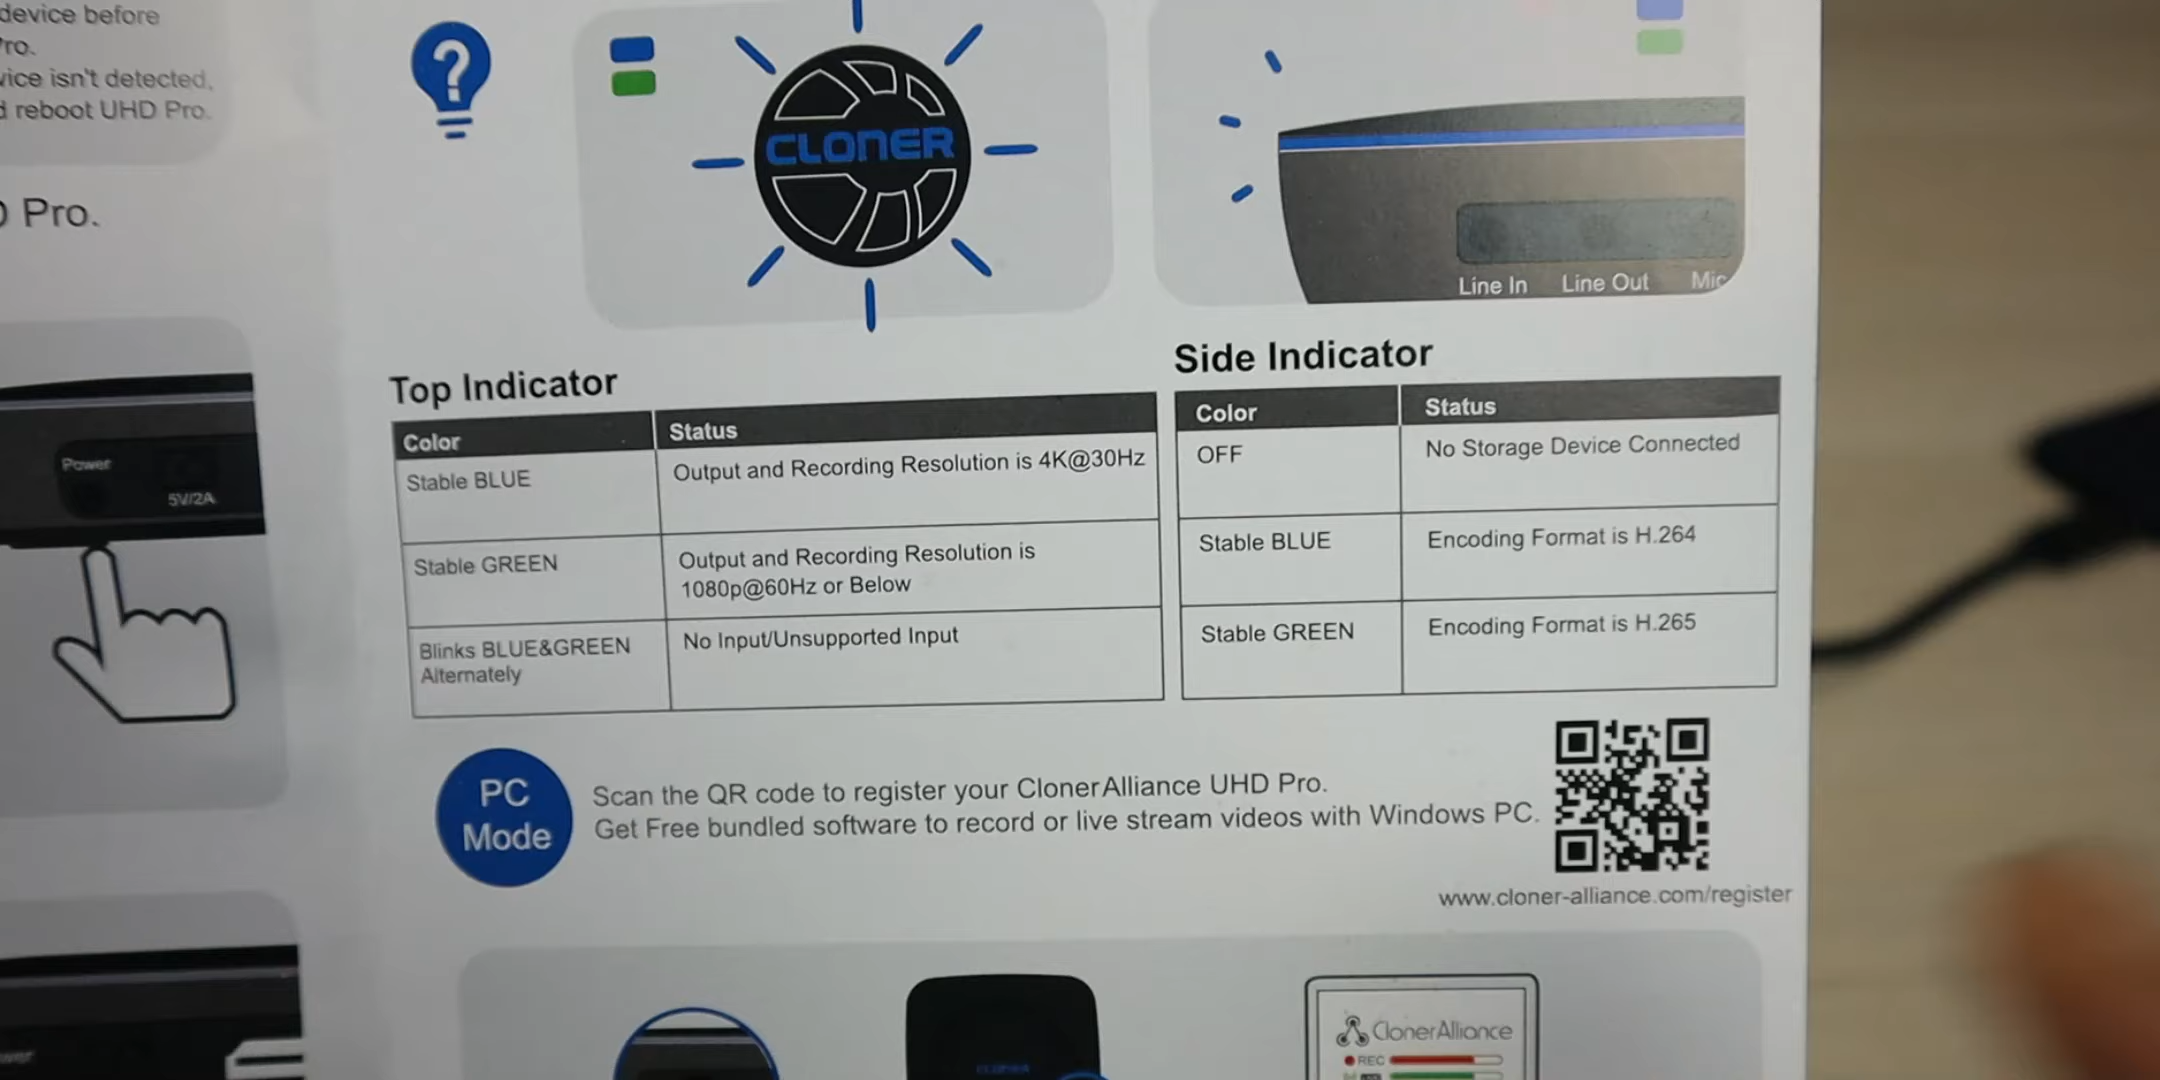 device before
Pro.
vice isn't detected,
d reboot UHD Pro.
Pro.
Power
5V/2A
CLONER
Line In Line Out Mic
Top Indicator
Color Status
Stable BLUE Output and Recording Resolution is 4K@30Hz
Stable GREEN Output and Recording Resolution is
1080p@60Hz or Below
Blinks BLUE&GREEN No Input/Unsupported Input
Alternately
Side Indicator
Color Status
OFF No Storage Device Connected
Stable BLUE Encoding Format is H.264
Stable GREEN Encoding Format is H.265
PC
Mode
Scan the QR code to register your ClonerAlliance UHD Pro.
Get Free bundled software to record or live stream videos with Windows PC.
www.cloner-alliance.com/register
CLONER
ClonerAlliance
REC